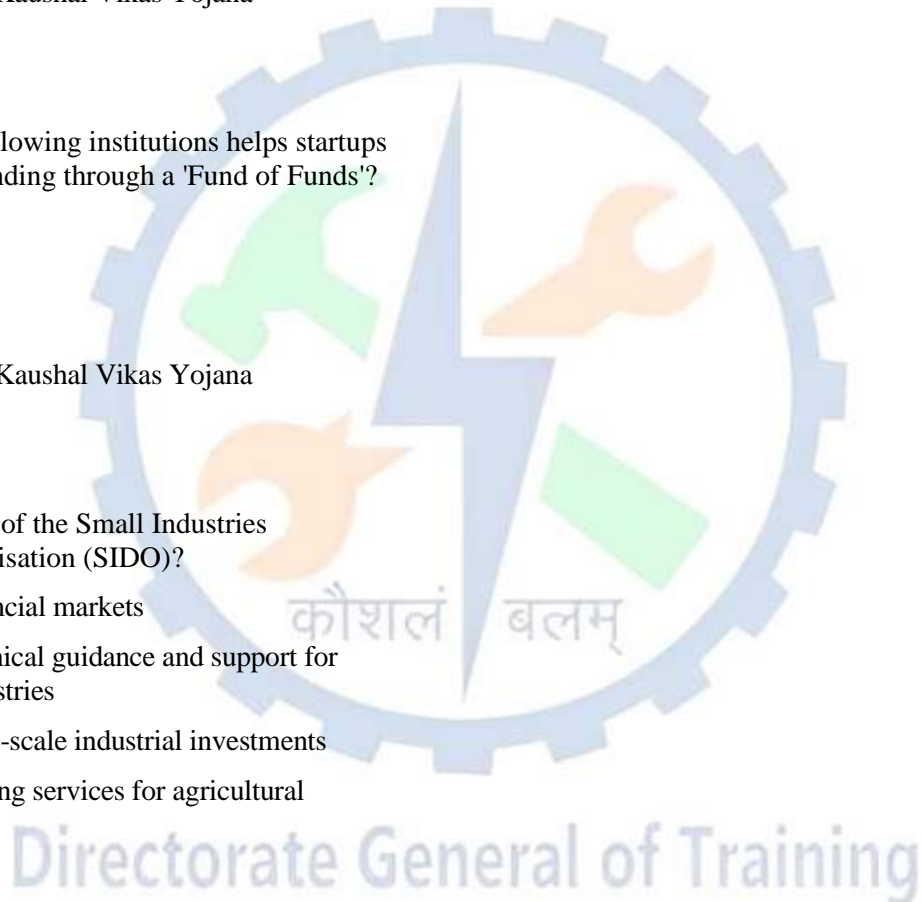 Kaushal Vikas Yojana
lowing institutions helps startups
nding through a 'Fund of Funds'?
Kaushal Vikas Yojana
of the Small Industries
isation (SIDO)?
ncial markets
nical guidance and support for
stries
-scale industrial investments
ng services for agricultural
कौशलं बलम्
Directorate General of Training